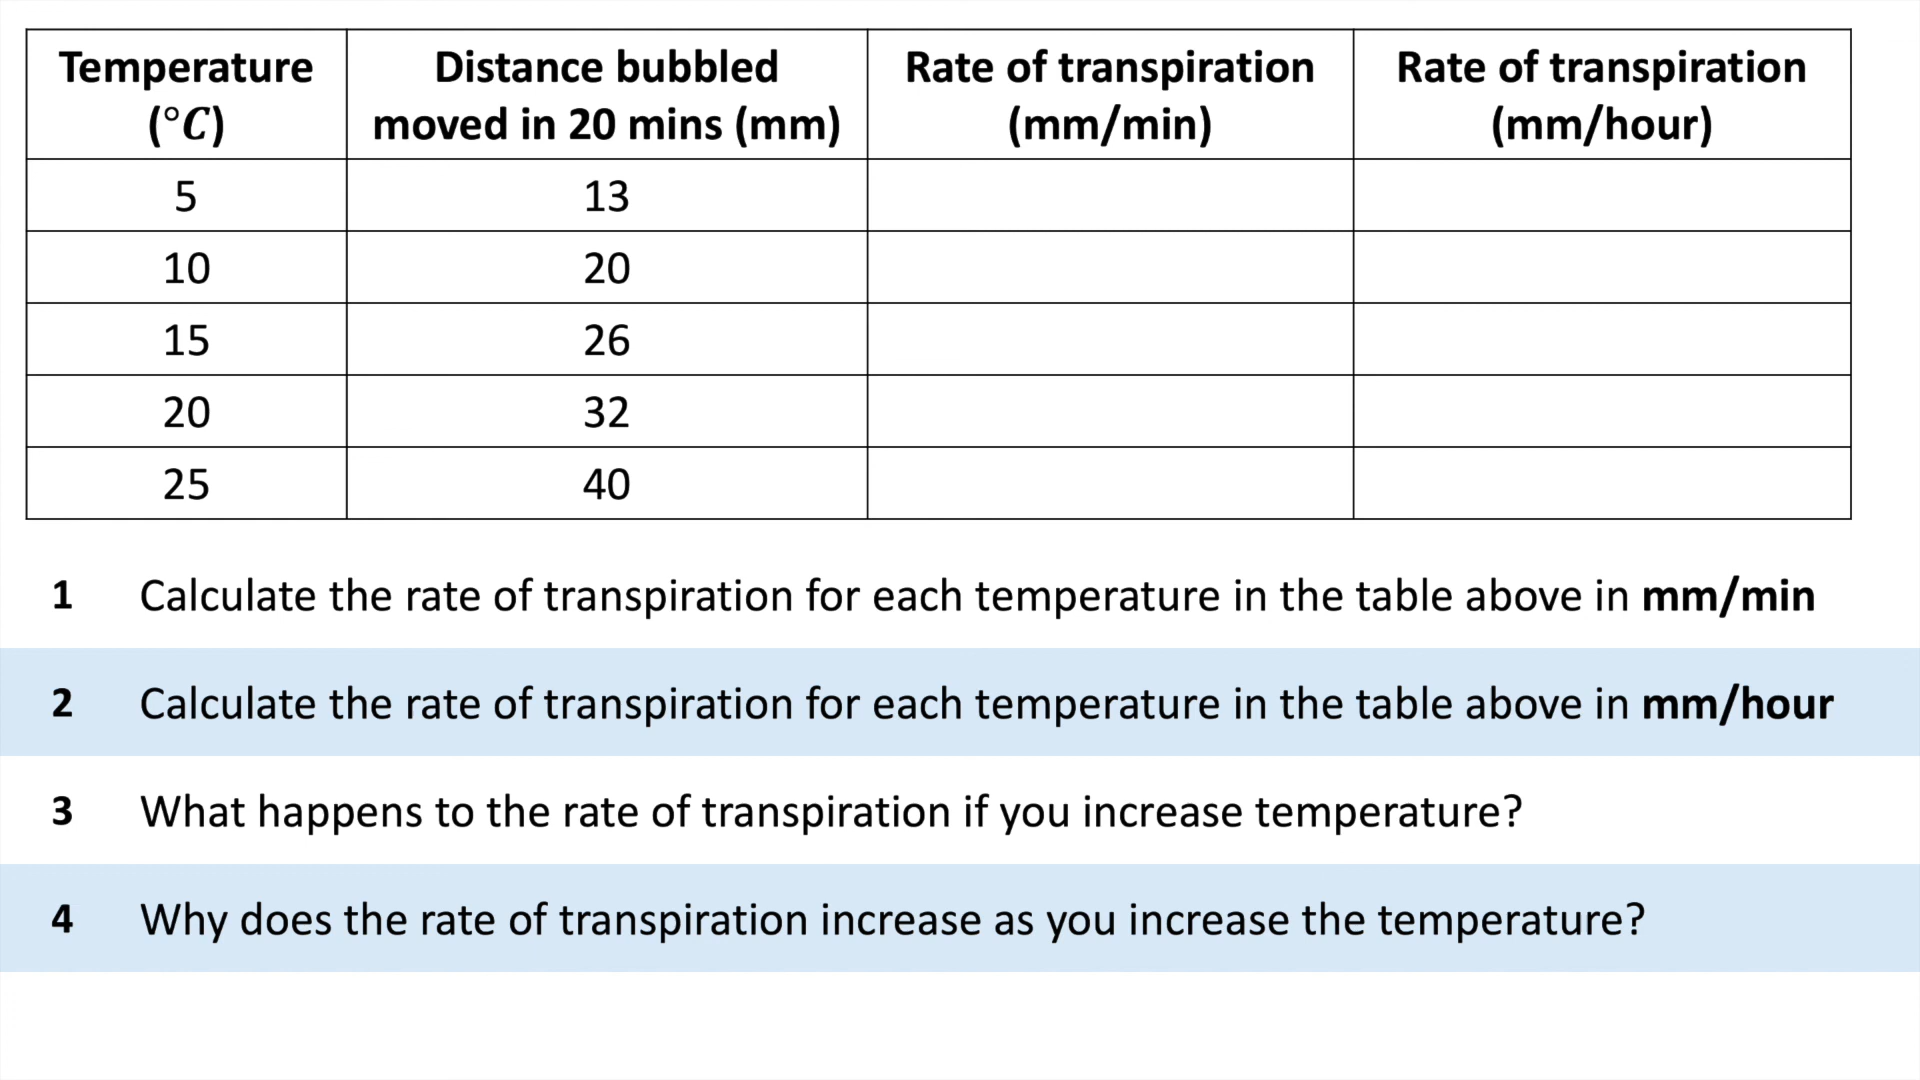 Temperature (°C) Distance bubbled moved in 20 mins (mm) Rate of transpiration (mm/min) Rate of transpiration (mm/hour)
5 13
10 20
15 26
20 32
25 40
1 Calculate the rate of transpiration for each temperature in the table above in mm/min
2 Calculate the rate of transpiration for each temperature in the table above in mm/hour
3 What happens to the rate of transpiration if you increase temperature?
4 Why does the rate of transpiration increase as you increase the temperature?